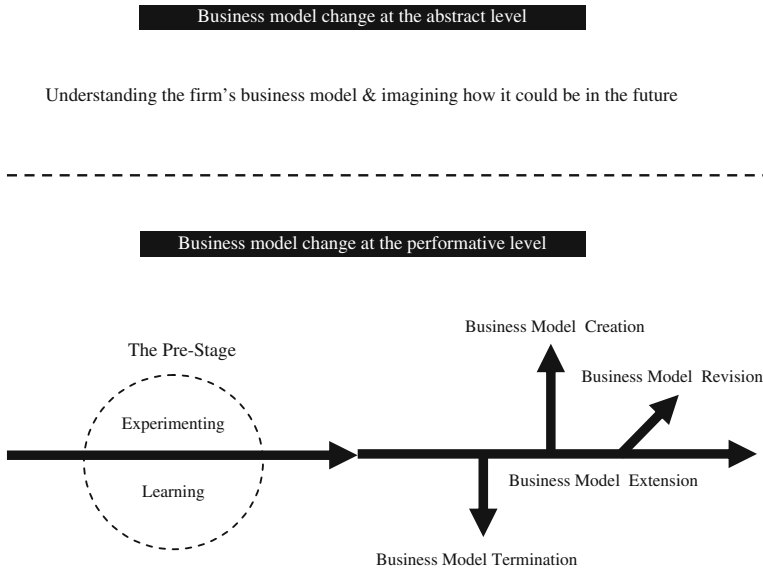 Business model change at the abstract level
Understanding the firm's business model & imagining how it could be in the future
Business model change at the performative level
Business Model Creation
The Pre-Stage
Business Model Revision
Experimenting
Business Model Extension
Learning
Business Model Termination